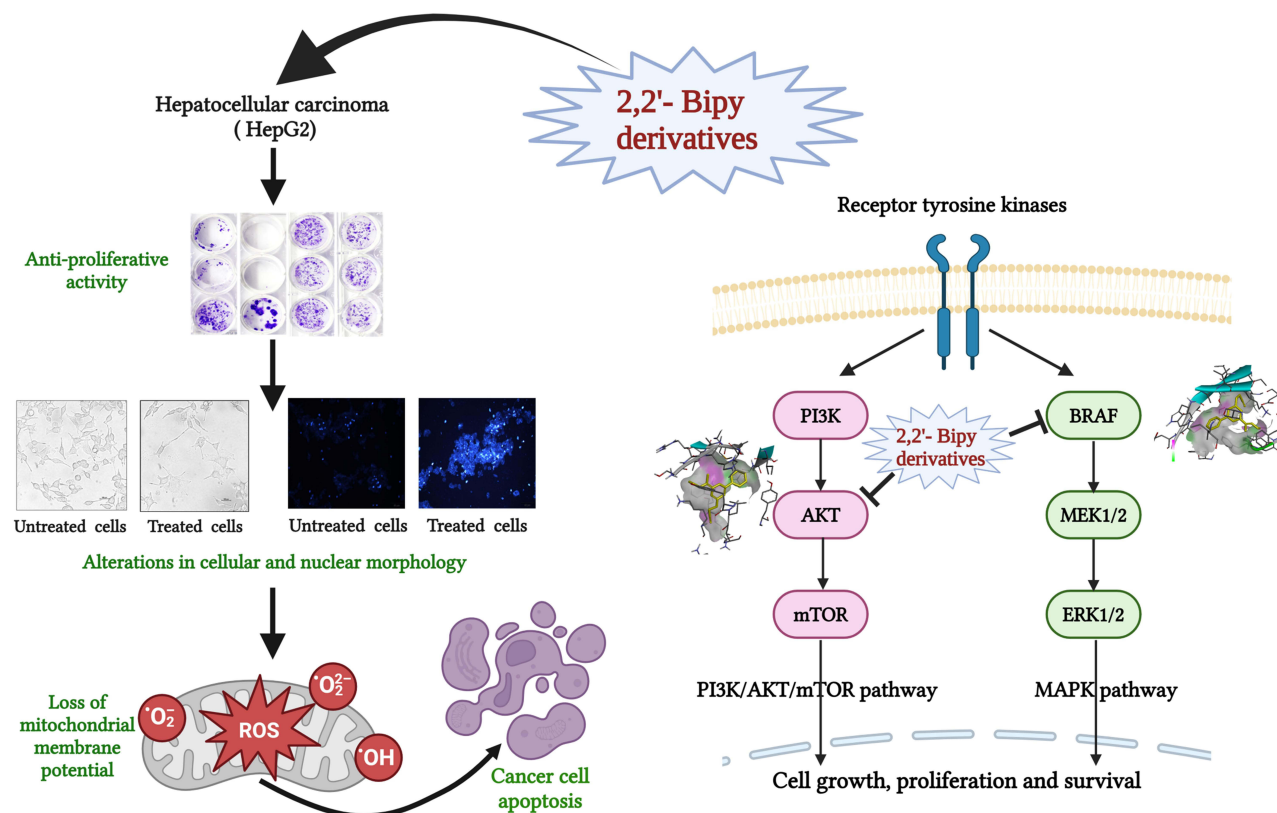 2,2'- Bipy
derivatives
Hepatocellular carcinoma
( HepG2)
Anti-proliferative
activity
Untreated cells
Treated cells
Untreated cells
Treated cells
Alterations in cellular and nuclear morphology
Loss of
mitochondrial
membrane
potential
•O₂⁻
ROS
•O₂²⁻
•OH
Cancer cell
apoptosis
Receptor tyrosine kinases
PI3K
2,2'- Bipy
derivatives
BRAF
AKT
MEK1/2
mTOR
ERK1/2
PI3K/AKT/mTOR pathway
MAPK pathway
Cell growth, proliferation and survival